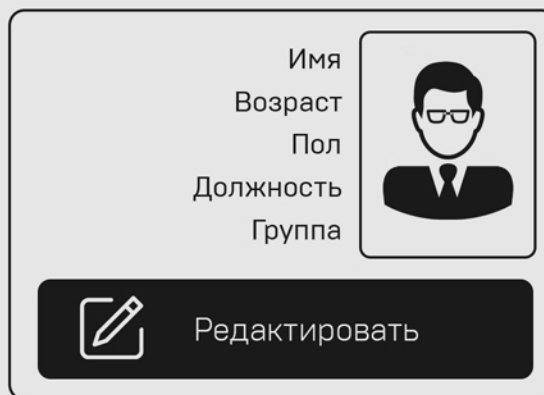 Имя
Возраст
Пол
Должность
Группа
Редактировать